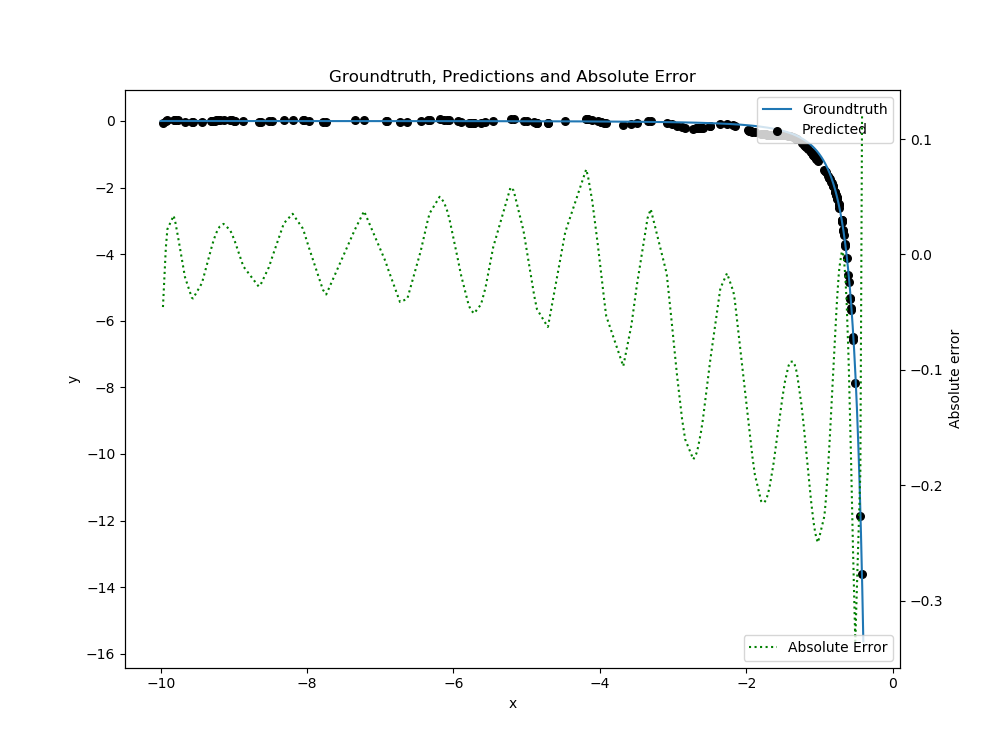 Groundtruth, Predictions and Absolute Error
Groundtruth
Predicted
0
−2
−4
−6
−8
−10
−12
−14
−16
y
0.1
0.0
−0.1
−0.2
−0.3
Absolute error
Absolute Error
−10
−8
−6
−4
−2
0
x